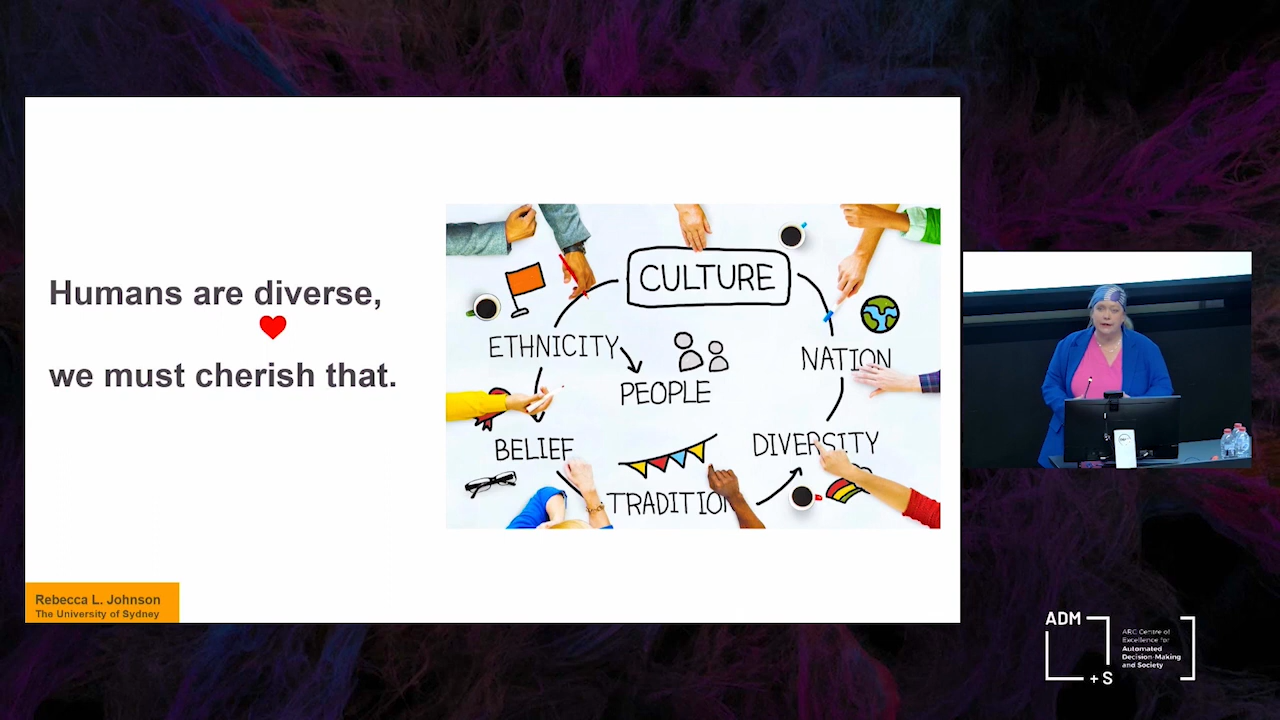 Humans are diverse,
we must cherish that.
CULTURE
ETHNICITY
NATION
PEOPLE
BELIEF
DIVERSITY
TRADITION
Rebecca L. Johnson
The University of Sydney
ADM
+ S
ARC Centre of
Excellence for
Automated
Decision-Making
and Society